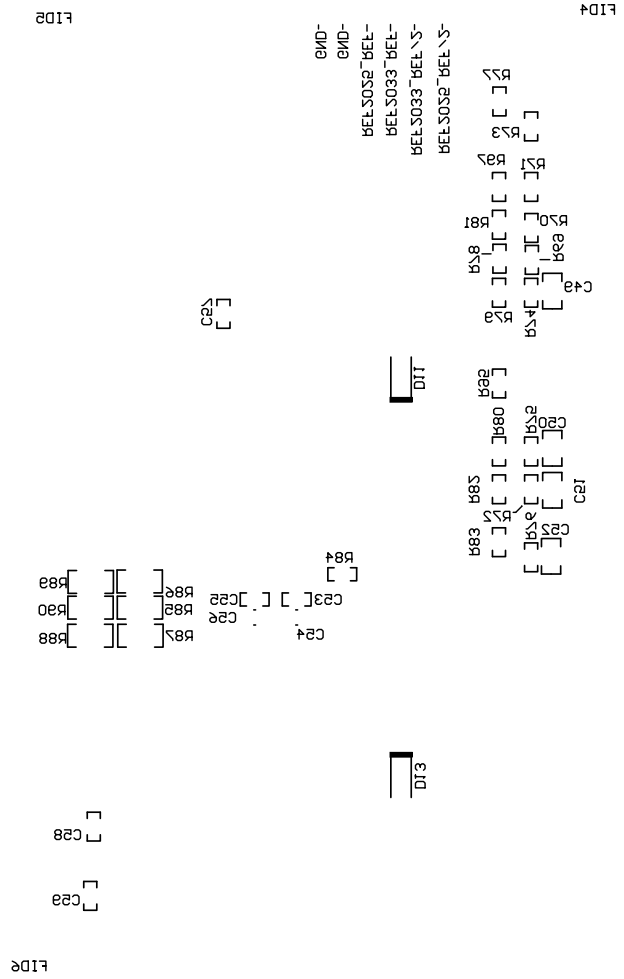 FID5
FID4
GND-
GND-
REF2025_REF-
REF2033_REF-
REF2033_REF/2-
REF2025_REF/2-
R77
R73
R97
R71
R81
R70
R78
R69
C49
C57
R79
R74
D11
R95
R80
R75
C50
R82
C51
R72
R83
R76
C52
R84
R89
R86
C55
C53
R90
R85
C56
R88
R87
C54
D13
C58
C59
FID6